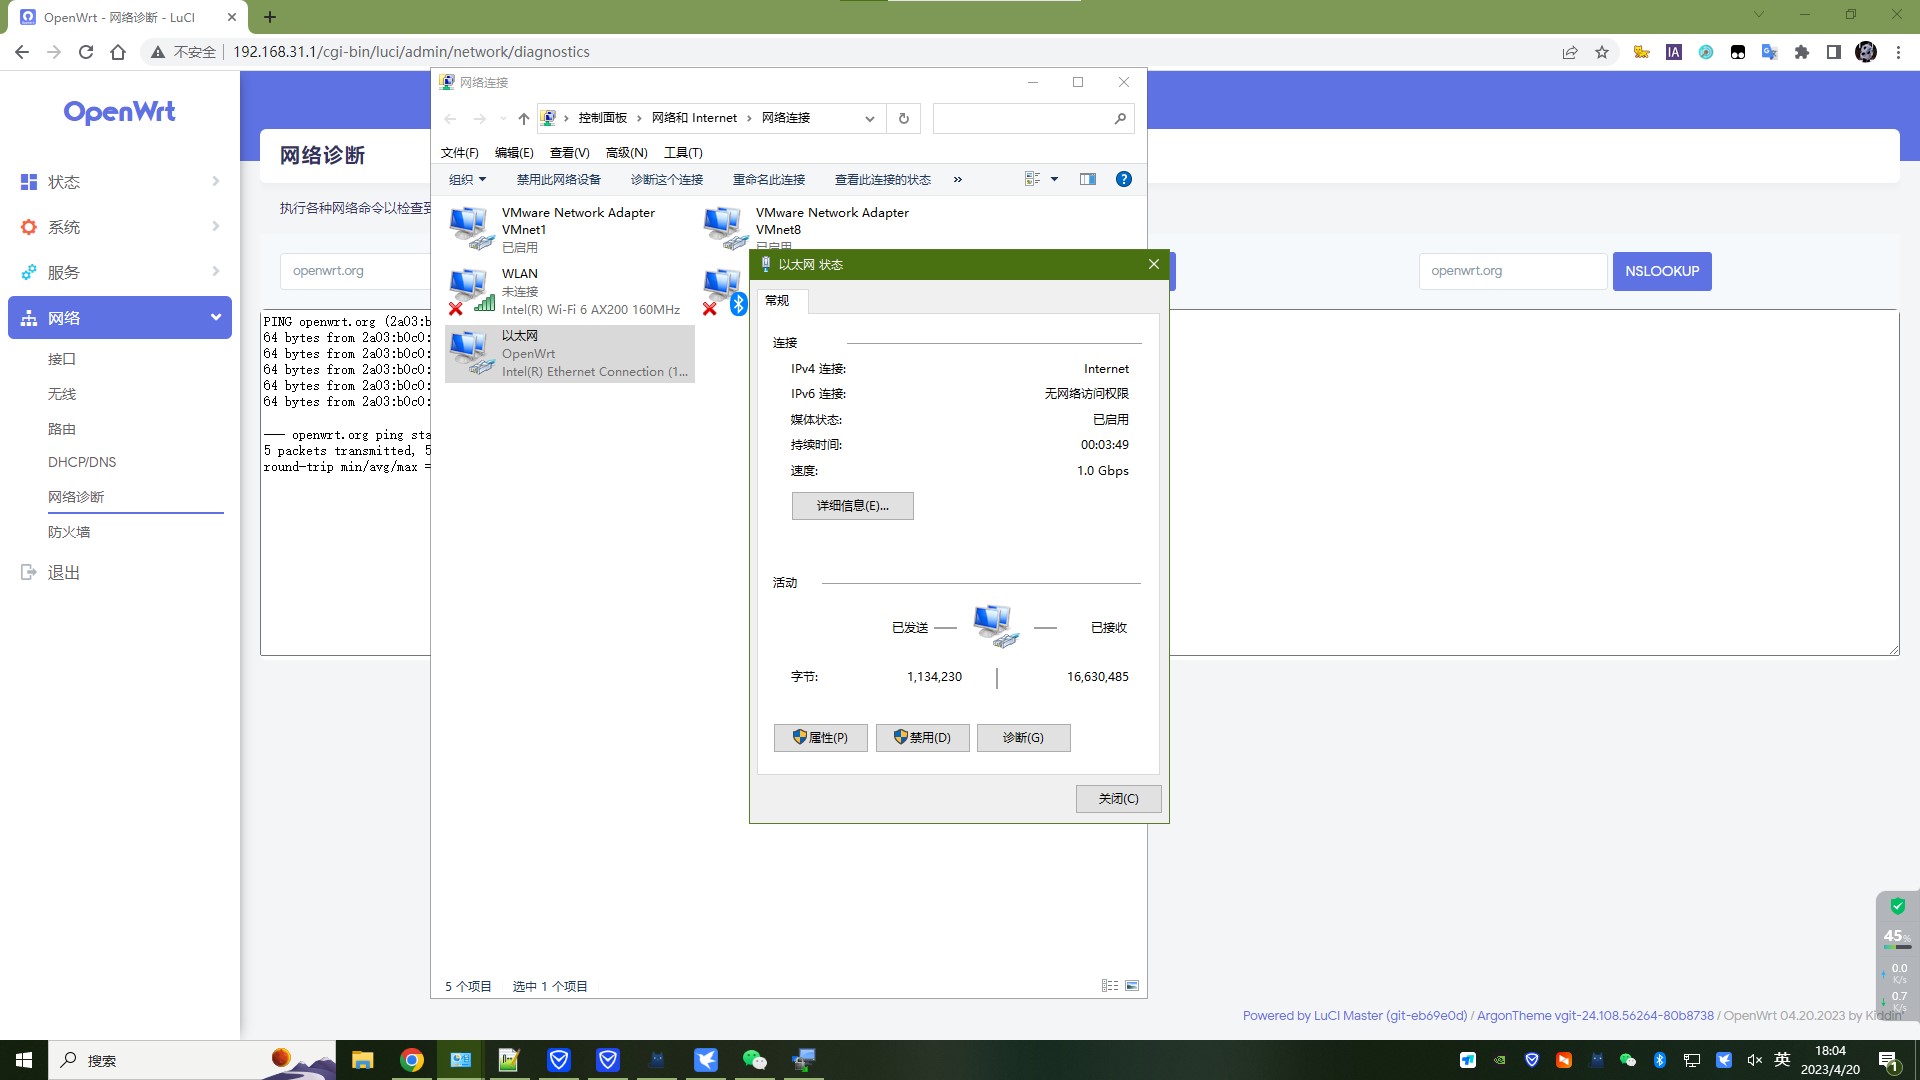 OpenWrt - 网络诊断 - LuCI
不安全
192.168.31.1/cgi-bin/luci/admin/network/diagnostics
OpenWrt
状态
系统
服务
网络
接口
无线
路由
DHCP/DNS
网络诊断
防火墙
退出
网络诊断
执行各种网络命令以检查到
openwrt.org
openwrt.org
NSLOOKUP
PING openwrt.org (2a03:b
64 bytes from 2a03:b0c0:
64 bytes from 2a03:b0c0:
64 bytes from 2a03:b0c0:
64 bytes from 2a03:b0c0:
64 bytes from 2a03:b0c0:
--- openwrt.org ping sta
5 packets transmitted, 5
round-trip min/avg/max =
网络连接
控制面板 › 网络和 Internet › 网络连接
文件(F) 编辑(E) 查看(V) 高级(N) 工具(T)
组织 禁用此网络设备 诊断这个连接 重命名此连接 查看此连接的状态 »
VMware Network Adapter
VMnet1
已启用
VMware Network Adapter
VMnet8
已启用
WLAN
未连接
Intel(R) Wi-Fi 6 AX200 160MHz
以太网
OpenWrt
Intel(R) Ethernet Connection (1...
5 个项目 选中 1 个项目
以太网 状态
常规
连接
IPv4 连接: Internet
IPv6 连接: 无网络访问权限
媒体状态: 已启用
持续时间: 00:03:49
速度: 1.0 Gbps
详细信息(E)...
活动
已发送 — — 已接收
字节: 1,134,230 16,630,485
属性(P) 禁用(D) 诊断(G)
关闭(C)
45%
0.0
K/s
0.7
K/s
Powered by LuCI Master (git-eb69e0d) / ArgonTheme vgit-24.108.56264-80b8738 / OpenWrt 04.20.2023 by Kiddin'
搜索
英
18:04
2023/4/20
1
IA